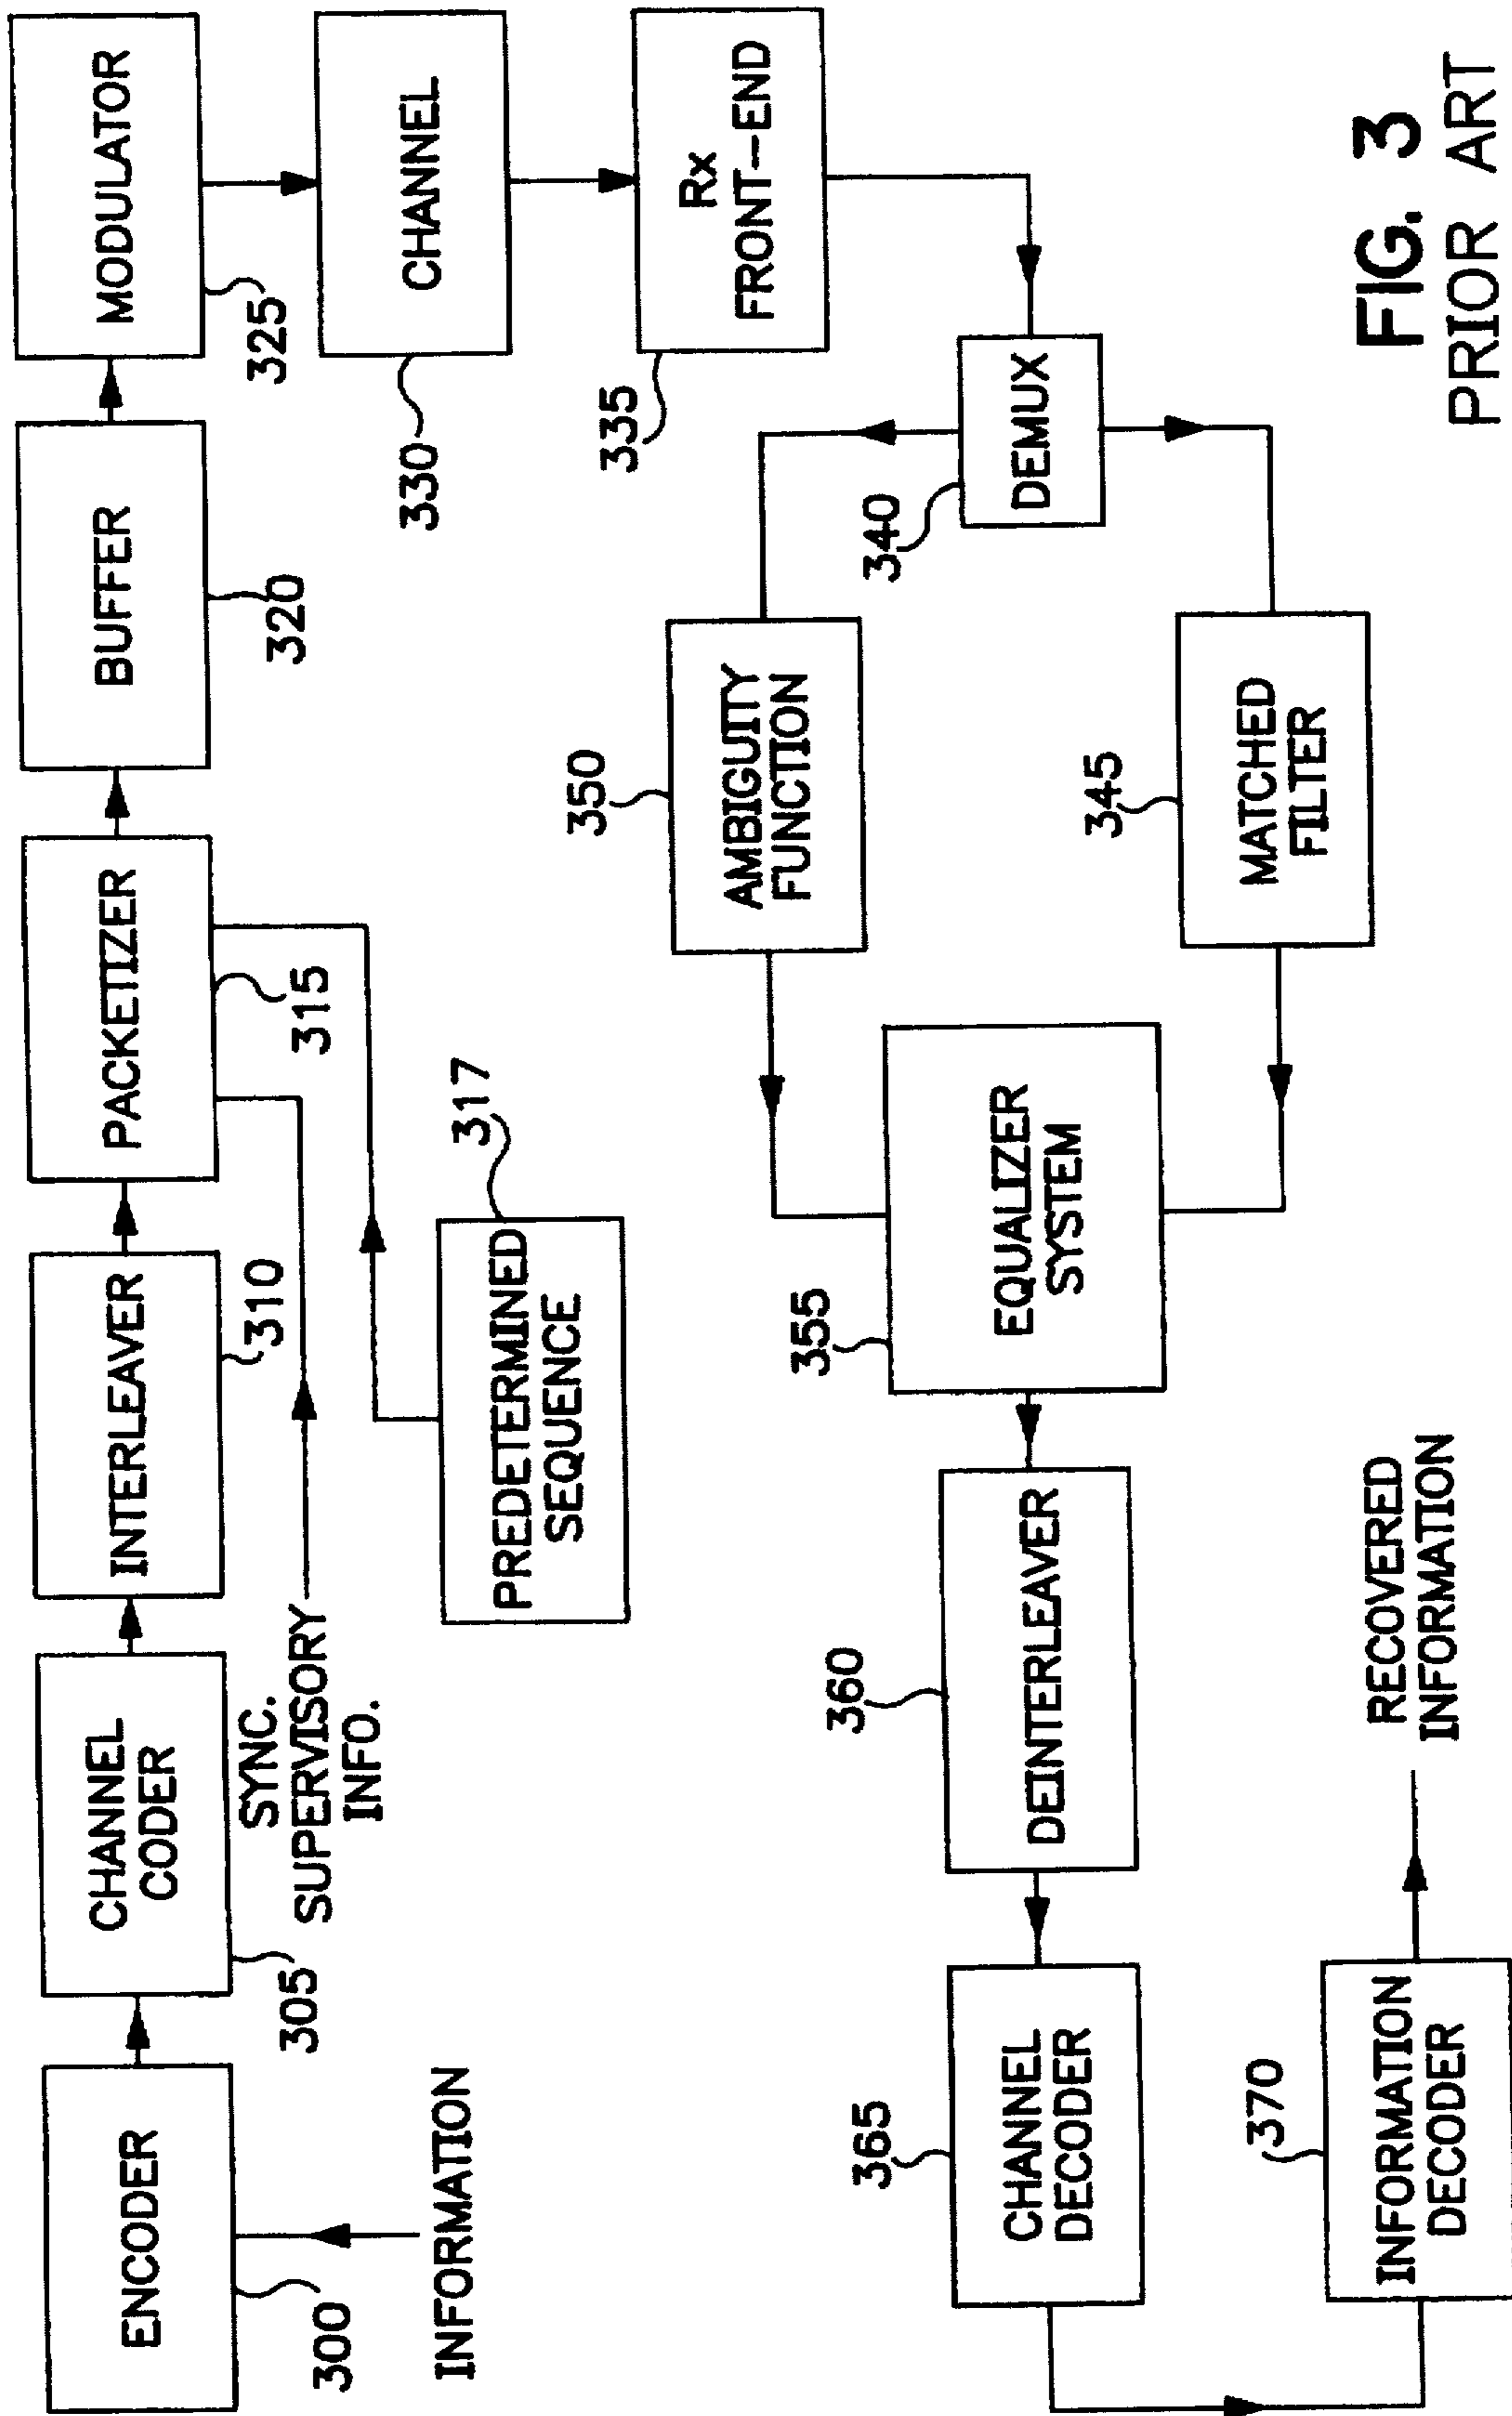 ENCODER
300
INFORMATION
CHANNEL
CODER
305
SYNC.
SUPERVISORY
INFO.
INTERLEAVER
310
PACKETIZER
315
PREDETERMINED
SEQUENCE
317
BUFFER
320
MODULATOR
325
CHANNEL
330
Rx
FRONT--END
335
DEMUX
340
AMBIGUITY
FUNCTION
350
MATCHED
FILTER
345
EQUALIZER
SYSTEM
355
DEINTERLEAVER
360
CHANNEL
DECODER
365
INFORMATION
DECODER
370
RECOVERED
INFORMATION
FIG. 3
PRIOR ART